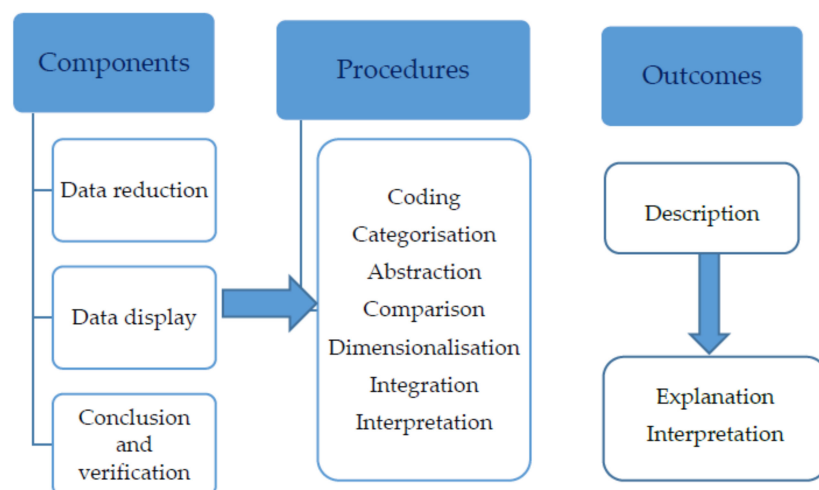 Components
Data reduction
Data display
Conclusion
and
verification
Procedures
Coding
Categorisation
Abstraction
Comparison
Dimensionalisation
Integration
Interpretation
Outcomes
Description
Explanation
Interpretation